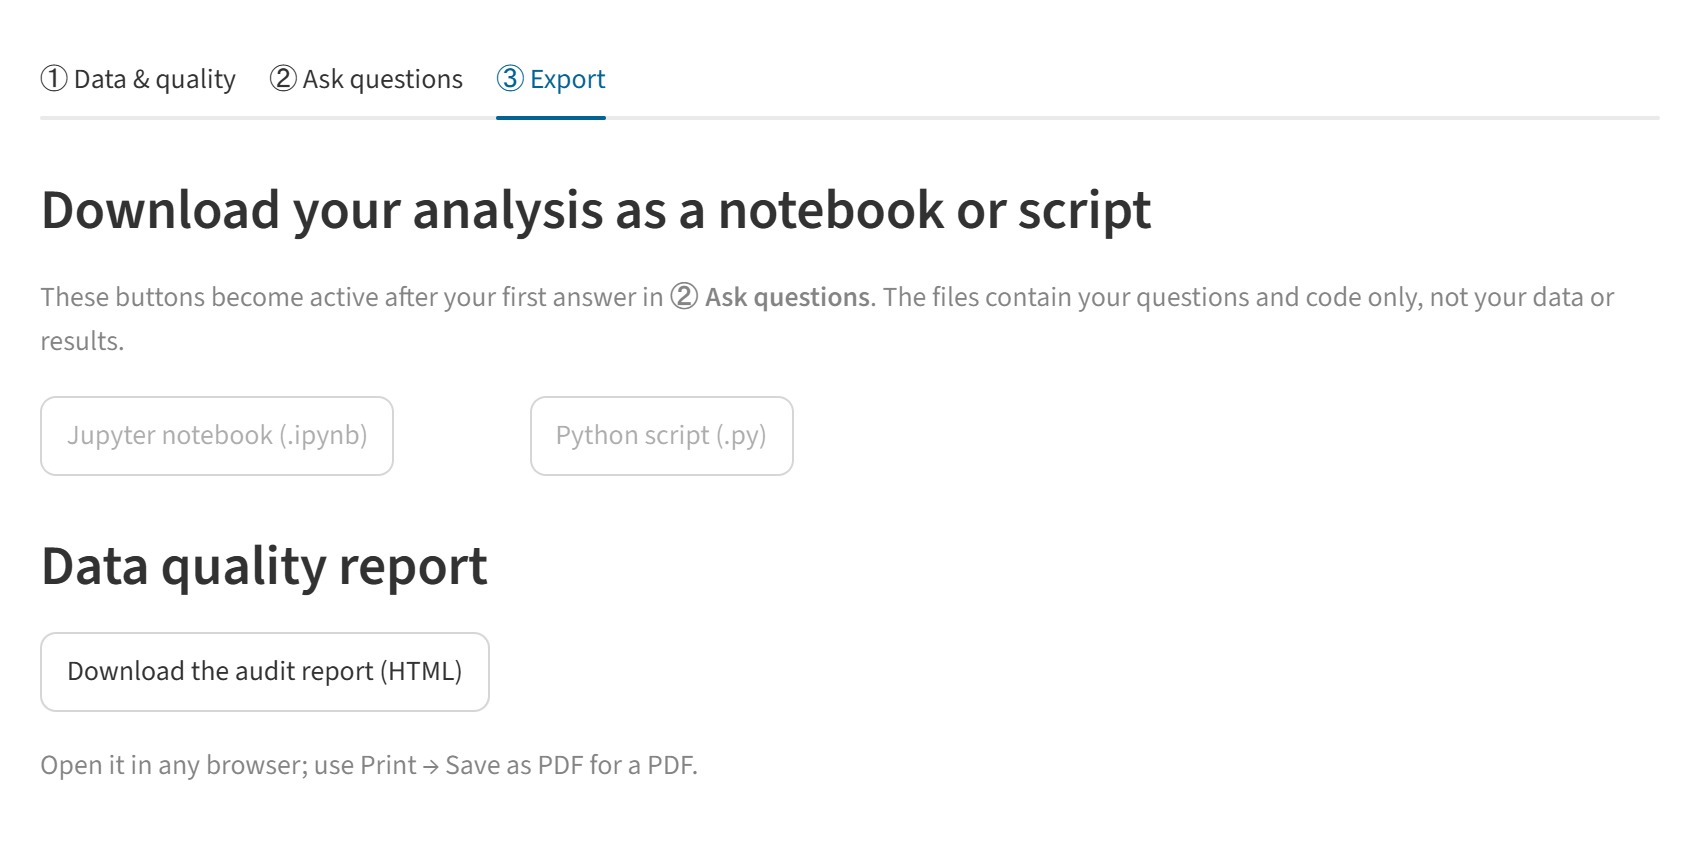 ① Data & quality ② Ask questions ③ Export
Download your analysis as a notebook or script
These buttons become active after your first answer in ② Ask questions. The files contain your questions and code only, not your data or
results.
Jupyter notebook (.ipynb) Python script (.py)
Data quality report
Download the audit report (HTML)
Open it in any browser; use Print → Save as PDF for a PDF.